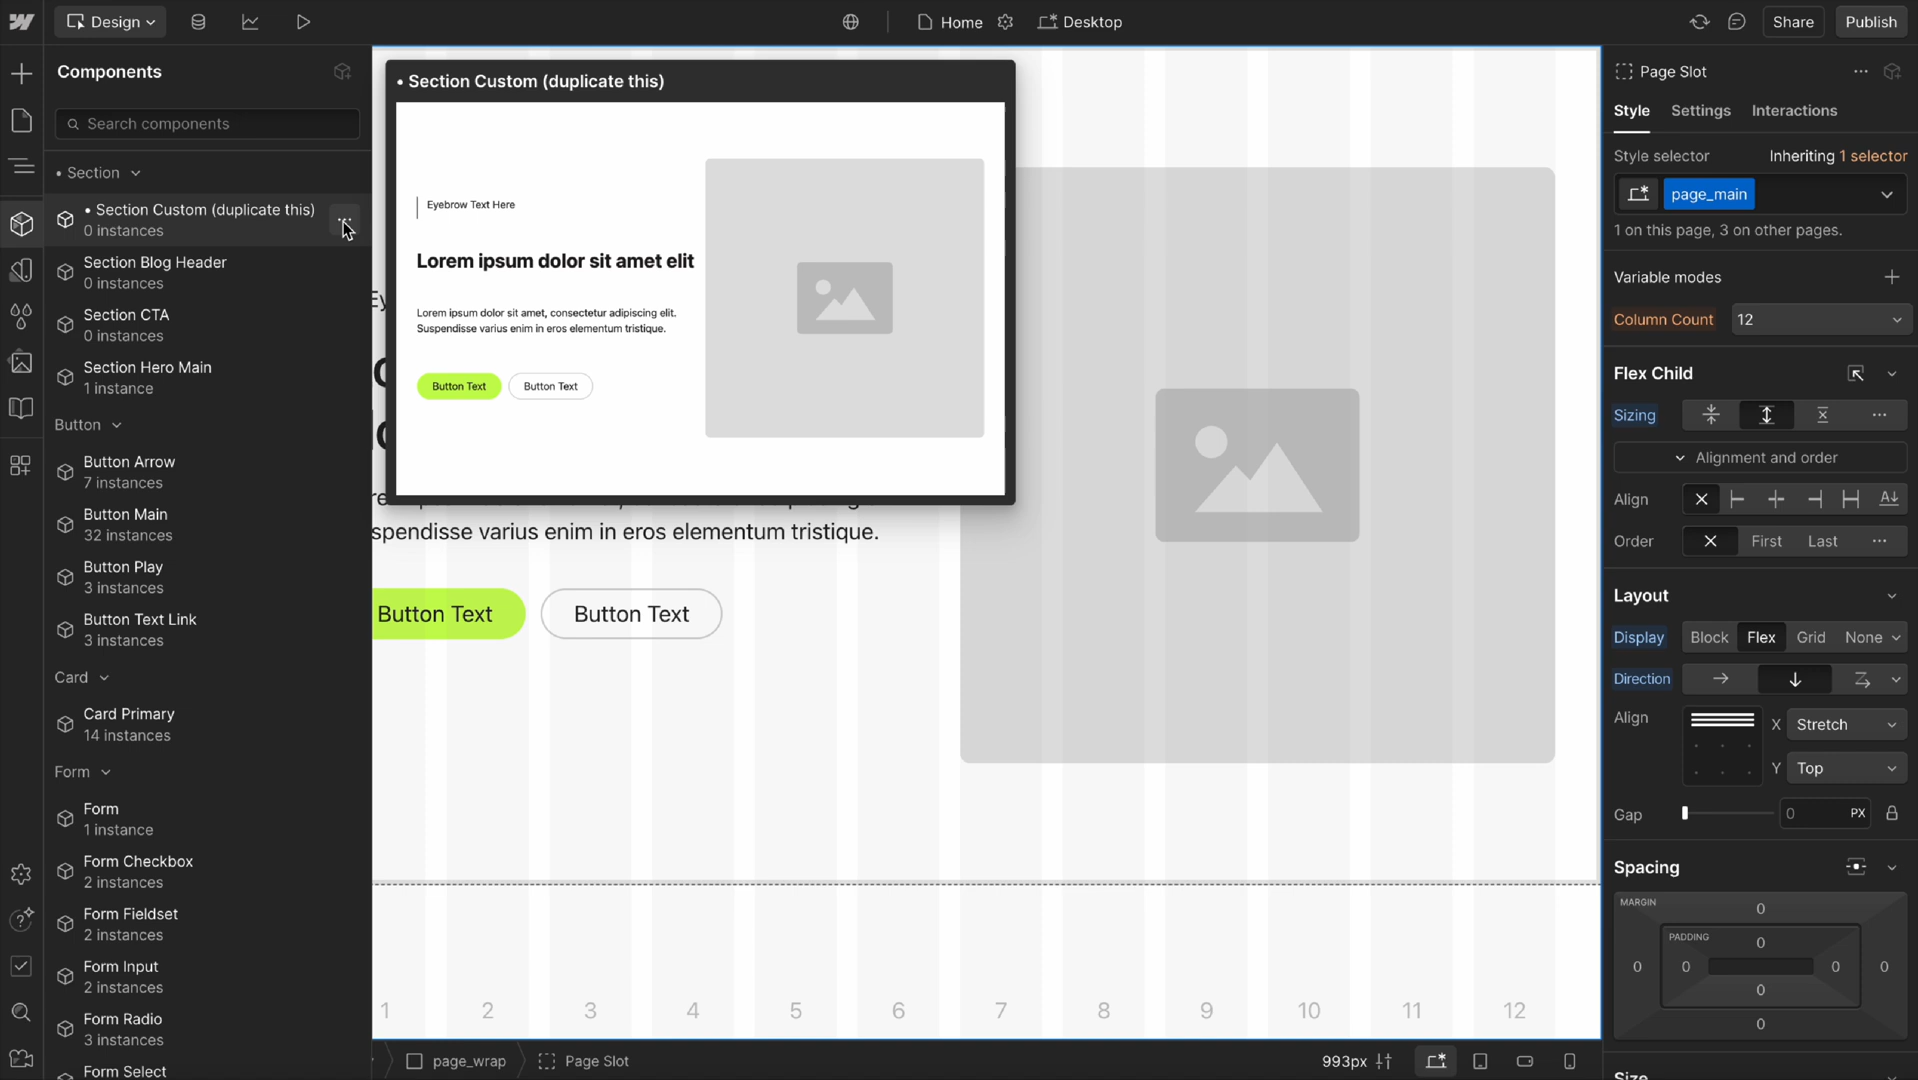 Design
Home
Desktop
Share
Publish
Components
Search components
• Section
• Section Custom (duplicate this)
0 instances
Section Blog Header
0 instances
Section CTA
0 instances
Section Hero Main
1 instance
Button
Button Arrow
7 instances
Button Main
32 instances
Button Play
3 instances
Button Text Link
3 instances
Card
Card Primary
14 instances
Form
Form
1 instance
Form Checkbox
2 instances
Form Fieldset
2 instances
Form Input
2 instances
Form Radio
3 instances
Form Select
• Section Custom (duplicate this)
Eyebrow Text Here
Lorem ipsum dolor sit amet elit
Lorem ipsum dolor sit amet, consectetur adipiscing elit.
Suspendisse varius enim in eros elementum tristique.
Button Text
Button Text
spendisse varius enim in eros elementum tristique.
Button Text
Button Text
1 2 3 4 5 6 7 8 9 10 11 12
page_wrap
Page Slot
993px
Page Slot
Style Settings Interactions
Style selector Inheriting 1 selector
page_main
1 on this page, 3 on other pages.
Variable modes
Column Count 12
Flex Child
Sizing
Alignment and order
Align
Order First Last
Layout
Display Block Flex Grid None
Direction
Align X Stretch
Y Top
Gap 0 PX
Spacing
MARGIN 0
PADDING 0
0 0 0 0
0
0
Size